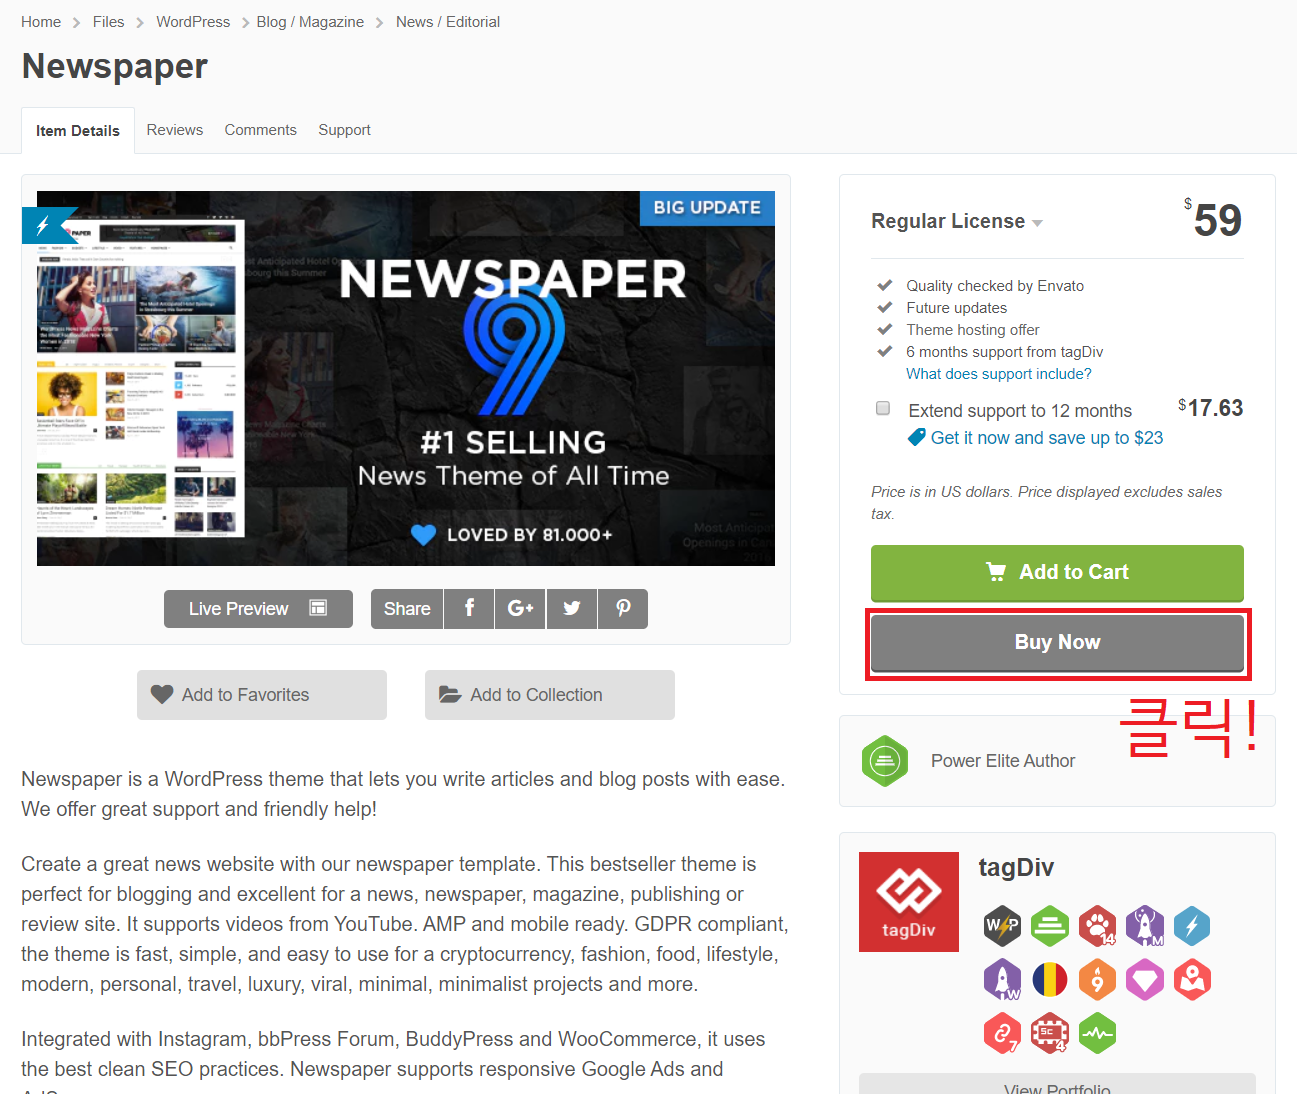 Home > Files > WordPress > Blog / Magazine > News / Editorial
Newspaper
Item Details Reviews Comments Support
BIG UPDATE
PAPER
NEWSPAPER
9
#1 SELLING
News Theme of All Time
LOVED BY 81.000+
Live Preview
Share
G+
Add to Favorites
Add to Collection
Newspaper is a WordPress theme that lets you write articles and blog posts with ease.
We offer great support and friendly help!
Create a great news website with our newspaper template. This bestseller theme is
perfect for blogging and excellent for a news, newspaper, magazine, publishing or
review site. It supports videos from YouTube. AMP and mobile ready. GDPR compliant,
the theme is fast, simple, and easy to use for a cryptocurrency, fashion, food, lifestyle,
modern, personal, travel, luxury, viral, minimal, minimalist projects and more.
Integrated with Instagram, bbPress Forum, BuddyPress and WooCommerce, it uses
the best clean SEO practices. Newspaper supports responsive Google Ads and
Regular License
$59
Quality checked by Envato
Future updates
Theme hosting offer
6 months support from tagDiv
What does support include?
Extend support to 12 months
$17.63
Get it now and save up to $23
Price is in US dollars. Price displayed excludes sales
tax.
Add to Cart
Buy Now
클릭!
Power Elite Author
tagDiv
tagDiv
WP
14
M
W
9
7
Sc
4
View Portfolio